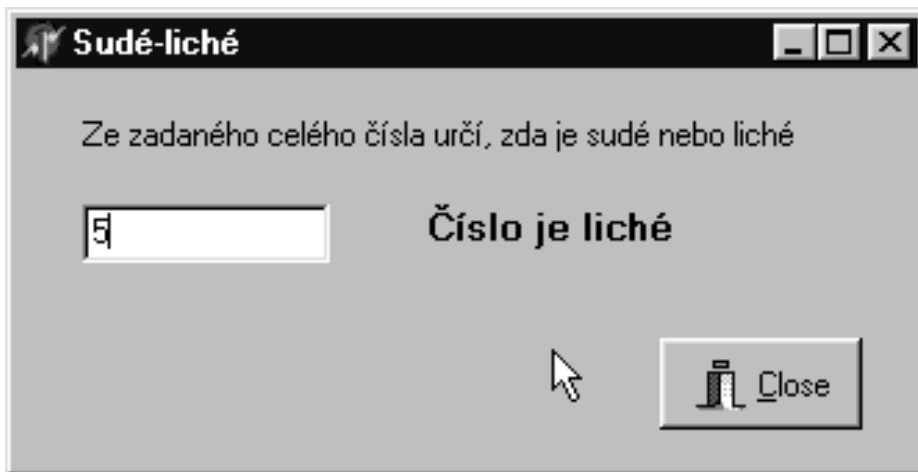 Sudé-liché
Ze zadaného celého čísla určí, zda je sudé nebo liché
5
Číslo je liché
Close